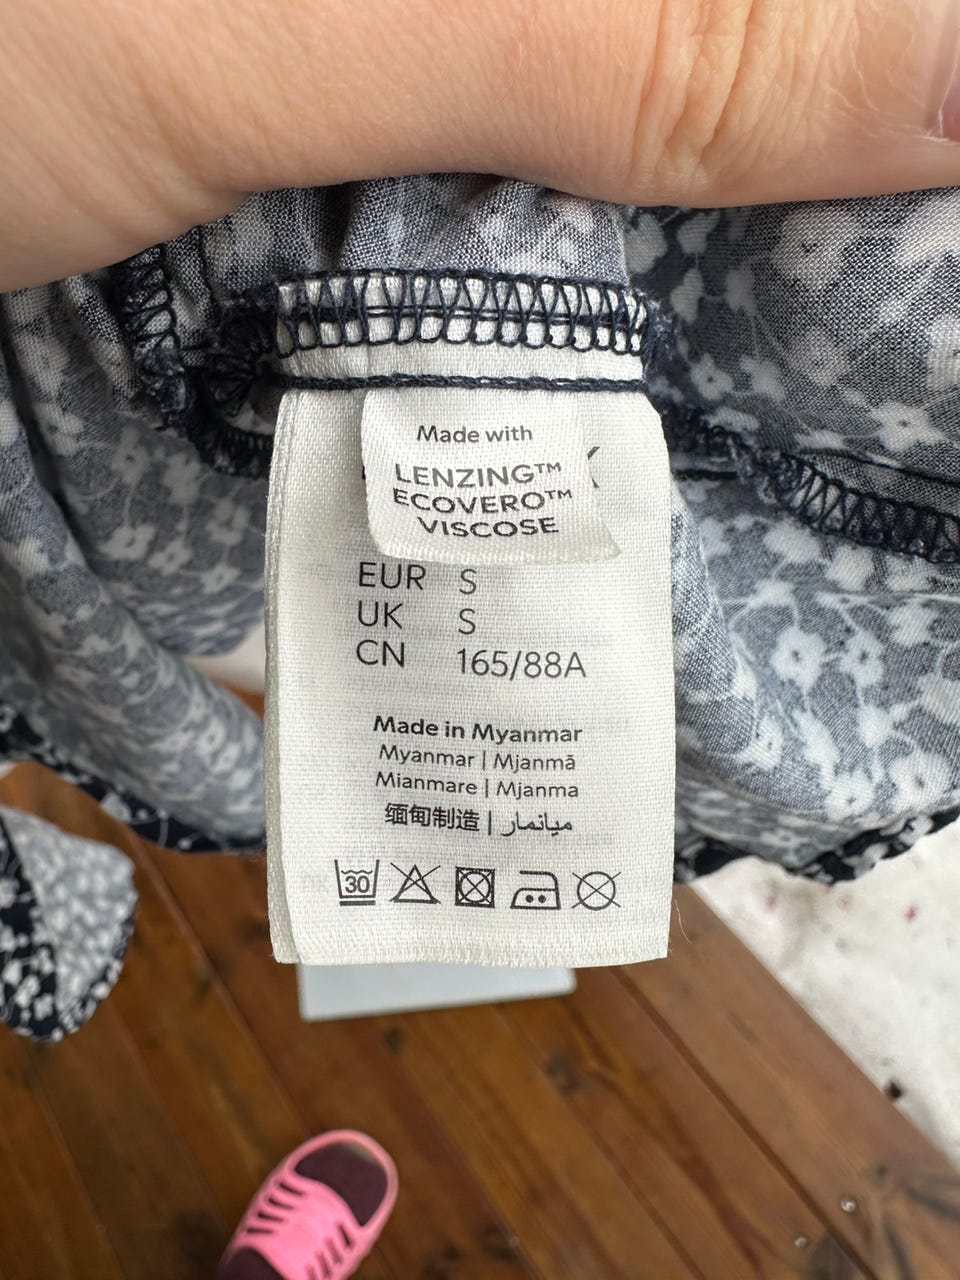 Made with
LENZING™
ECOVERO™
VISCOSE
EUR S
UK S
CN 165/88A
Made in Myanmar
Myanmar | Mjanmā
Mianmare | Mjanma
缅甸制造 | ميانمار
30